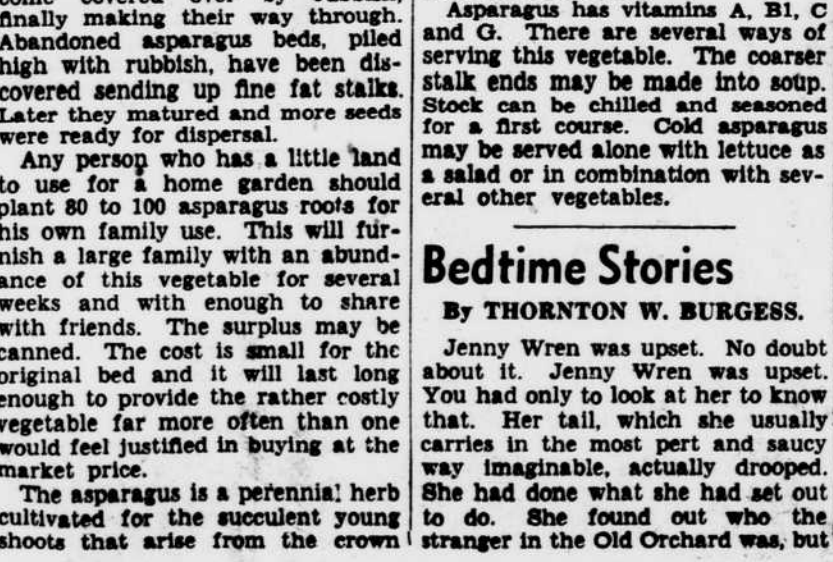 finally making their way through.
Abandoned asparagus beds, piled
high with rubbish, have been dis-
covered sending up fine fat stalks.
Later they matured and more seeds
were ready for dispersal.
Any person who has a little land
to use for a home garden should
plant 80 to 100 asparagus roots for
his own family use. This will fur-
nish a large family with an abund-
ance of this vegetable for several
weeks and with enough to share
with friends. The surplus may be
canned. The cost is small for the
original bed and it will last long
enough to provide the rather costly
vegetable far more often than one
would feel justified in buying at the
market price.
The asparagus is a perennial herb
cultivated for the succulent young
shoots that arise from the crown
Asparagus has vitamins A, B1, C
and G. There are several ways of
serving this vegetable. The coarser
stalk ends may be made into soup.
Stock can be chilled and seasoned
for a first course. Cold asparagus
may be served alone with lettuce as
a salad or in combination with sev-
eral other vegetables.
Bedtime Stories
By THORNTON W. BURGESS.
Jenny Wren was upset. No doubt
about it. Jenny Wren was upset.
You had only to look at her to know
that. Her tail, which she usually
carries in the most pert and saucy
way imaginable, actually drooped.
She had done what she had set out
to do. She found out who the
stranger in the Old Orchard was, but